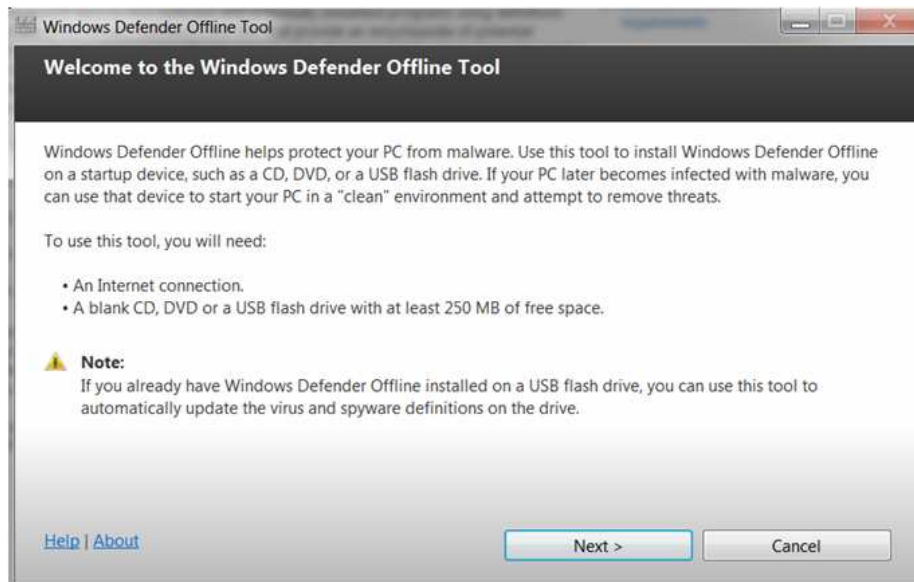 Windows Defender Offline Tool
Welcome to the Windows Defender Offline Tool
Windows Defender Offline helps protect your PC from malware. Use this tool to install Windows Defender Offline
on a startup device, such as a CD, DVD, or a USB flash drive. If your PC later becomes infected with malware, you
can use that device to start your PC in a "clean" environment and attempt to remove threats.
To use this tool, you will need:
• An Internet connection.
• A blank CD, DVD or a USB flash drive with at least 250 MB of free space.
Note:
If you already have Windows Defender Offline installed on a USB flash drive, you can use this tool to
automatically update the virus and spyware definitions on the drive.
Help | About
Next >
Cancel